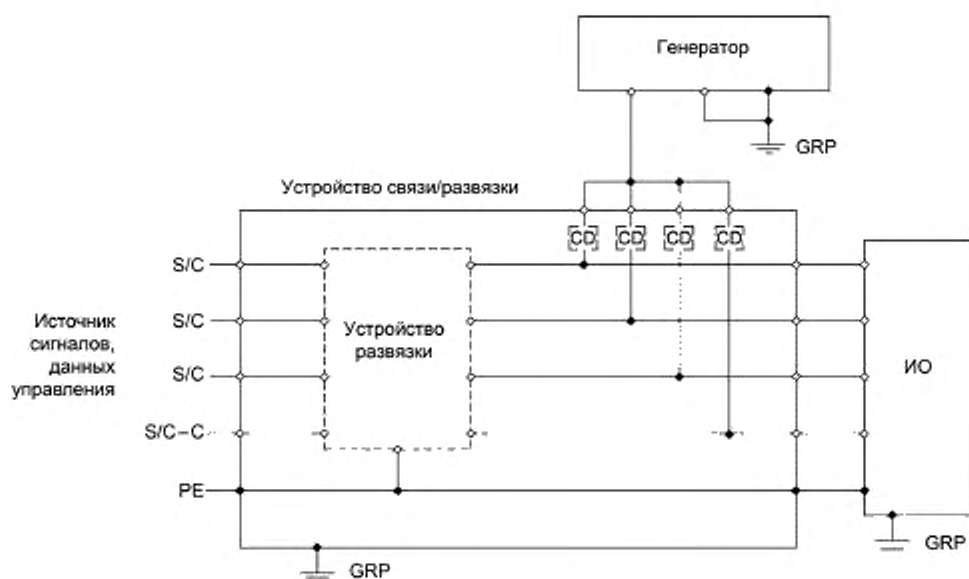 Генератор
GRP
Устройство связи/развязки
CD CD CD CD
S/C
S/C
S/C
S/C–C
PE
Источник
сигналов,
данных
управления
Устройство
развязки
ИО
GRP
GRP